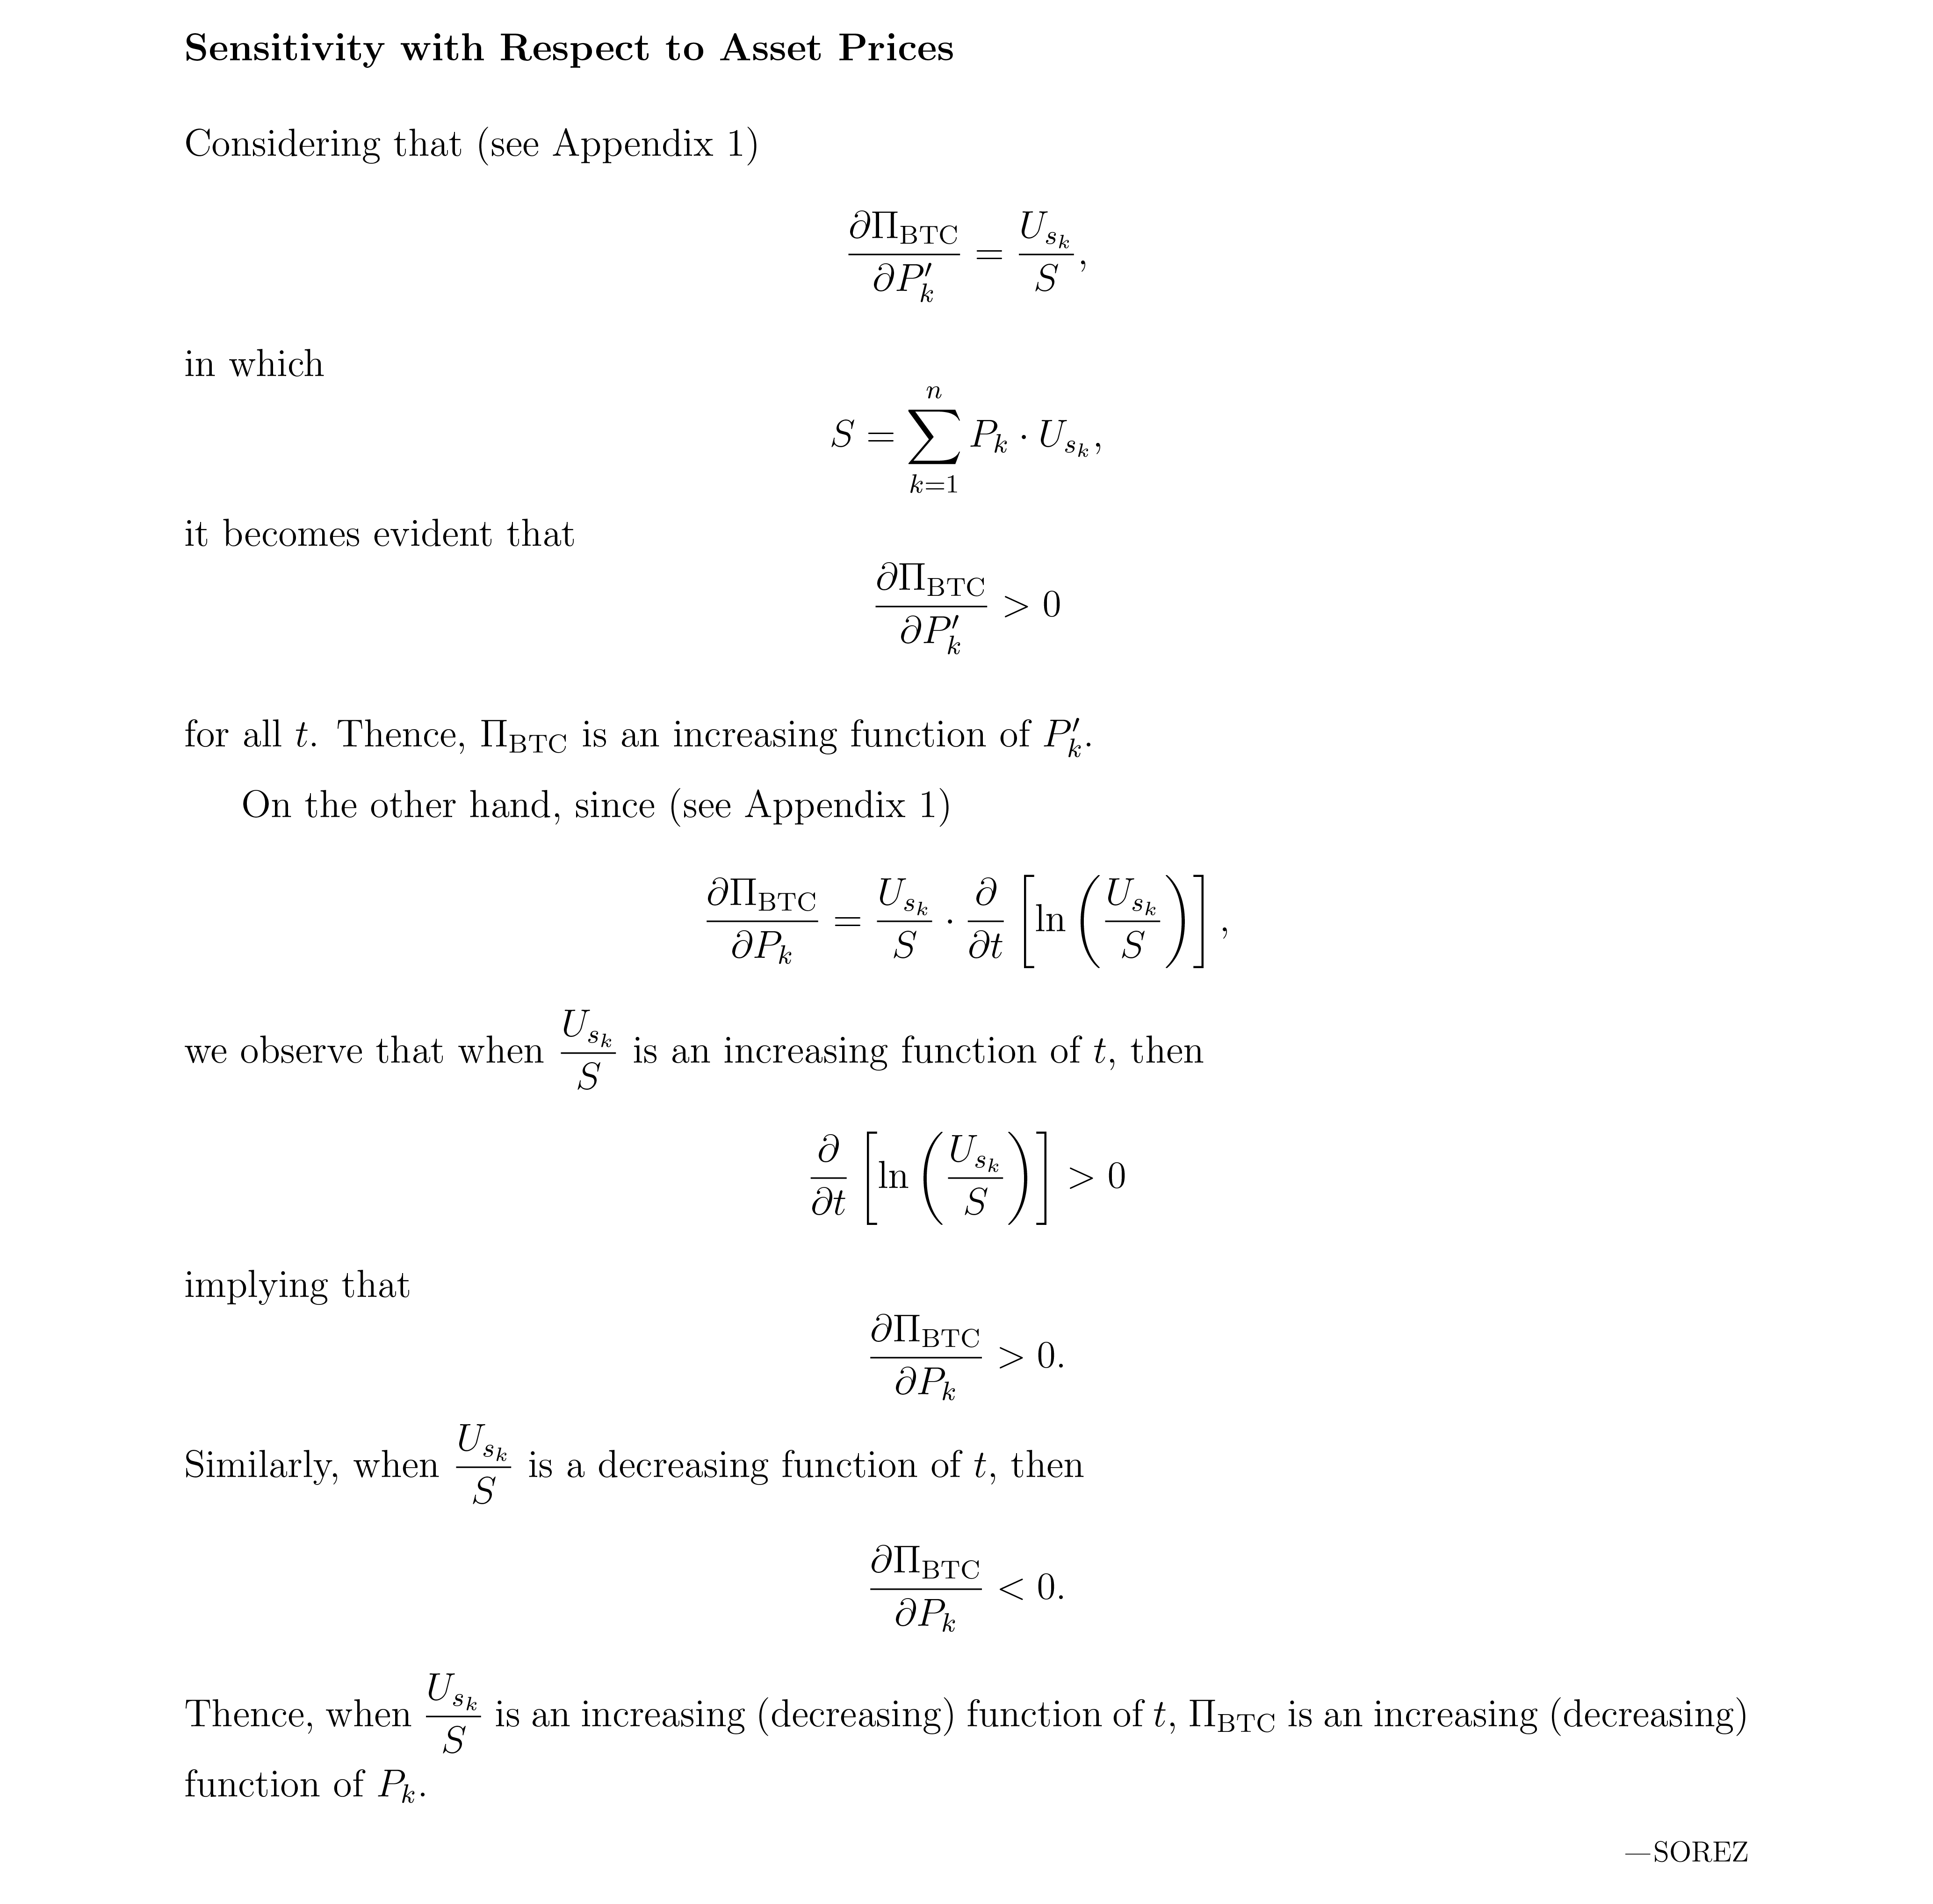 Sensitivity with Respect to Asset Prices
Considering that (see Appendix 1)
\frac{\partial \Pi_{\text{BTC}}}{\partial P'_k} = \frac{U_{s_k}}{S},
in which
S = \sum_{k=1}^{n} P_k \cdot U_{s_k},
it becomes evident that
\frac{\partial \Pi_{\text{BTC}}}{\partial P'_k} > 0
for all t. Thence, \Pi_{\text{BTC}} is an increasing function of P'_k.
On the other hand, since (see Appendix 1)
\frac{\partial \Pi_{\text{BTC}}}{\partial P_k} = \frac{U_{s_k}}{S} \cdot \frac{\partial}{\partial t} \left[ \ln \left( \frac{U_{s_k}}{S} \right) \right],
we observe that when \frac{U_{s_k}}{S} is an increasing function of t, then
\frac{\partial}{\partial t} \left[ \ln \left( \frac{U_{s_k}}{S} \right) \right] > 0
implying that
\frac{\partial \Pi_{\text{BTC}}}{\partial P_k} > 0.
Similarly, when \frac{U_{s_k}}{S} is a decreasing function of t, then
\frac{\partial \Pi_{\text{BTC}}}{\partial P_k} < 0.
Thence, when \frac{U_{s_k}}{S} is an increasing (decreasing) function of t, \Pi_{\text{BTC}} is an increasing (decreasing)
function of P_k.
—SOREZ